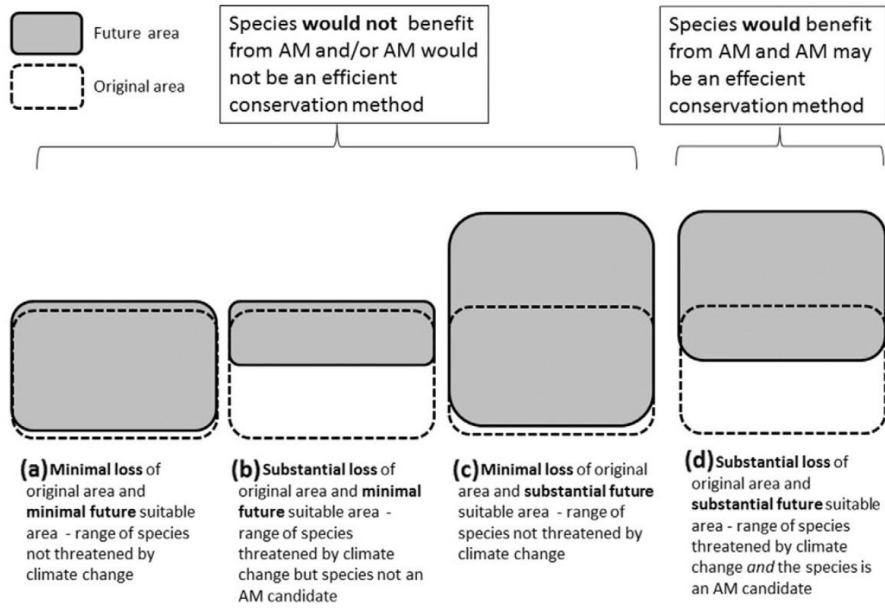 Future area
Original area
Species would not benefit
from AM and/or AM would
not be an efficient
conservation method
Species would benefit
from AM and AM may
be an effecient
conservation method
(a) Minimal loss of
original area and
minimal future suitable
area - range of species
not threatened by
climate change
(b) Substantial loss of
original area and minimal
future suitable area -
range of species
threatened by climate
change but species not an
AM candidate
(c) Minimal loss of original
area and substantial future
suitable area - range of
species not threatened by
climate change
(d) Substantial loss of
original area and
substantial future suitable
area - range of species
threatened by climate
change and the species is
an AM candidate